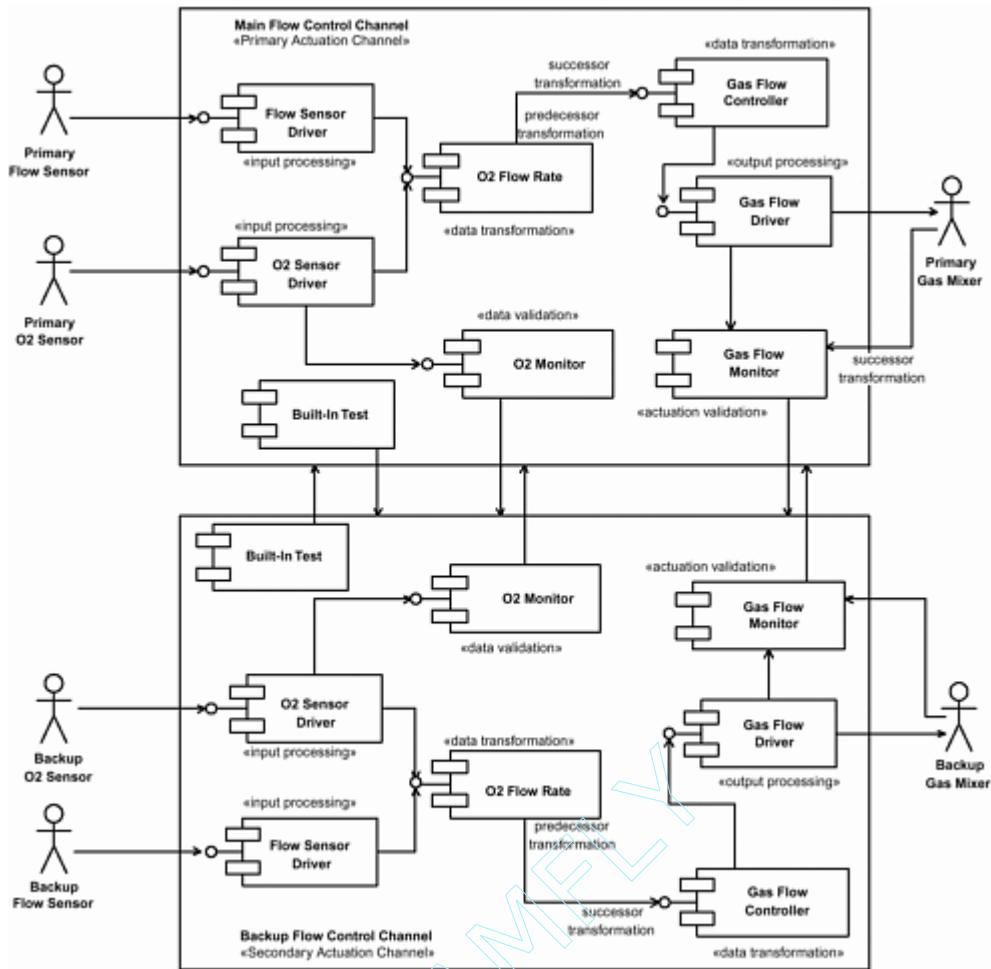 Main Flow Control Channel
«Primary Actuation Channel»
«data transformation»
successor
transformation
Gas Flow
Controller
Flow Sensor
Driver
predecessor
transformation
Primary
Flow Sensor
«input processing»
O2 Flow Rate
«output processing»
Gas Flow
Driver
«input processing»
«data transformation»
O2 Sensor
Driver
Primary
Gas Mixer
Primary
O2 Sensor
«data validation»
O2 Monitor
Gas Flow
Monitor
successor
transformation
Built-In Test
«actuation validation»
Built-In Test
«actuation validation»
O2 Monitor
Gas Flow
Monitor
«data validation»
O2 Sensor
Driver
Gas Flow
Driver
Backup
O2 Sensor
«input processing»
«data transformation»
Backup
Gas Mixer
«output processing»
O2 Flow Rate
«input processing»
predecessor
transformation
Flow Sensor
Driver
Backup
Flow Sensor
Gas Flow
Controller
successor
transformation
Backup Flow Control Channel
«Secondary Actuation Channel»
«data transformation»
AMFLY